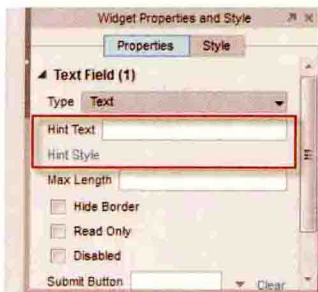 Widget Properties and Style
Properties Style
Text Field (1)
Type Text
Hint Text
Hint Style
Max Length
Hide Border
Read Only
Disabled
Submit Button Clear